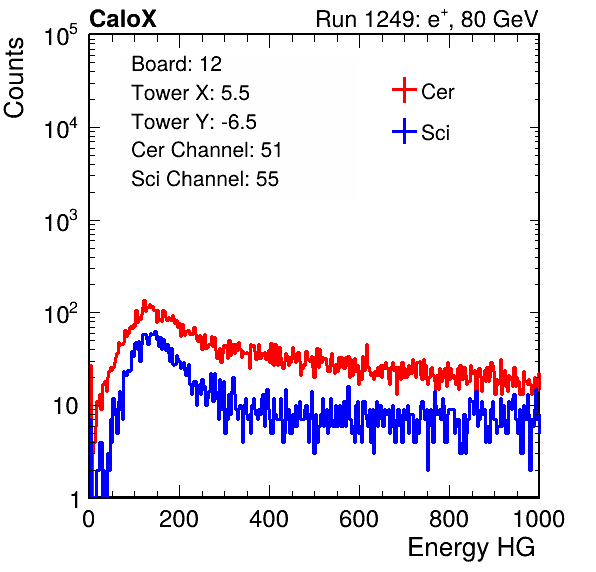 CaloX Run 1249: e⁺, 80 GeV
Board: 12
Tower X: 5.5
Tower Y: -6.5
Cer Channel: 51
Sci Channel: 55
Cer
Sci
Counts
10⁵
10⁴
10³
10²
10
1
0 200 400 600 800 1000
Energy HG